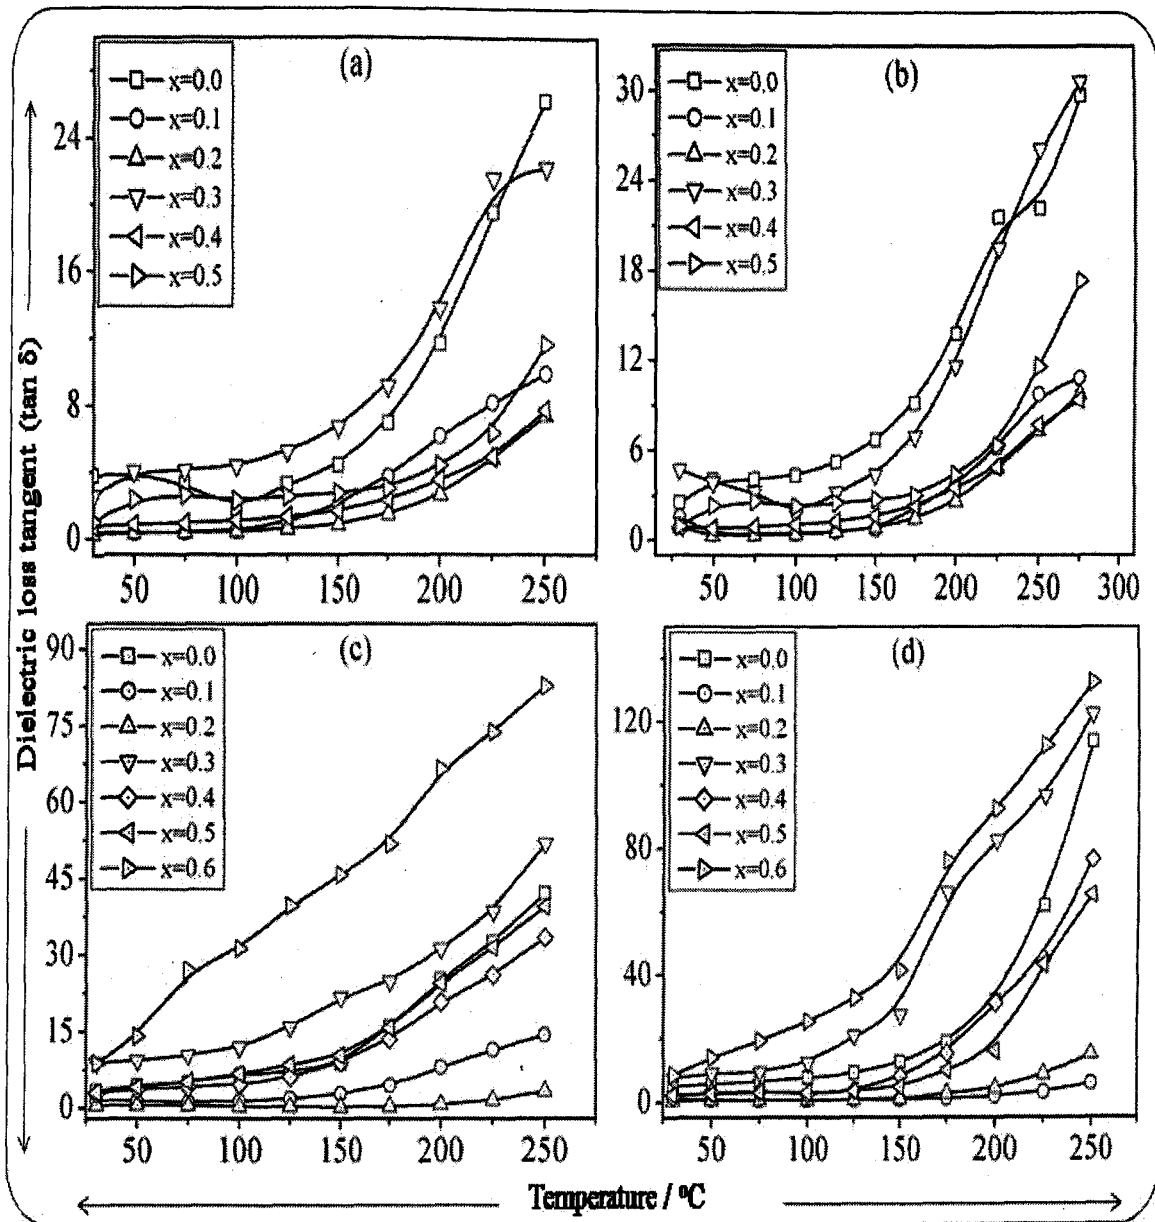 (a)
x=0.0
x=0.1
x=0.2
x=0.3
x=0.4
x=0.5
24
16
8
0
50 100 150 200 250
(b)
x=0.0
x=0.1
x=0.2
x=0.3
x=0.4
x=0.5
30
24
18
12
6
0
50 100 150 200 250 300
(c)
x=0.0
x=0.1
x=0.2
x=0.3
x=0.4
x=0.5
x=0.6
90
75
60
45
30
15
0
50 100 150 200 250
(d)
x=0.0
x=0.1
x=0.2
x=0.3
x=0.4
x=0.5
x=0.6
120
80
40
0
50 100 150 200 250
Dielectric loss tangent (tan δ)
Temperature / ºC